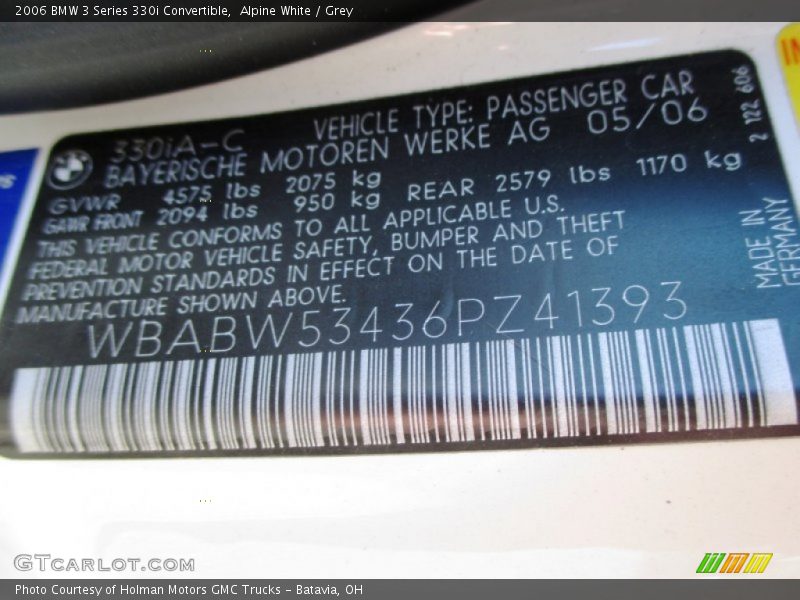 2006 BMW 3 Series 330i Convertible,  Alpine White / Grey
330iA-C VEHICLE TYPE: PASSENGER CAR
BAYERISCHE MOTOREN WERKE AG 05/06
GVWR 4575 lbs 2075 kg
GAWR FRONT 2094 lbs 950 kg REAR 2579 lbs 1170 kg
THIS VEHICLE CONFORMS TO ALL APPLICABLE U.S.
FEDERAL MOTOR VEHICLE SAFETY, BUMPER AND THEFT
PREVENTION STANDARDS IN EFFECT ON THE DATE OF
MANUFACTURE SHOWN ABOVE.
WBABW53436PZ41393
2 122 606
MADE IN
GERMANY
GTCARLOT.COM
Photo Courtesy of Holman Motors GMC Trucks - Batavia, OH